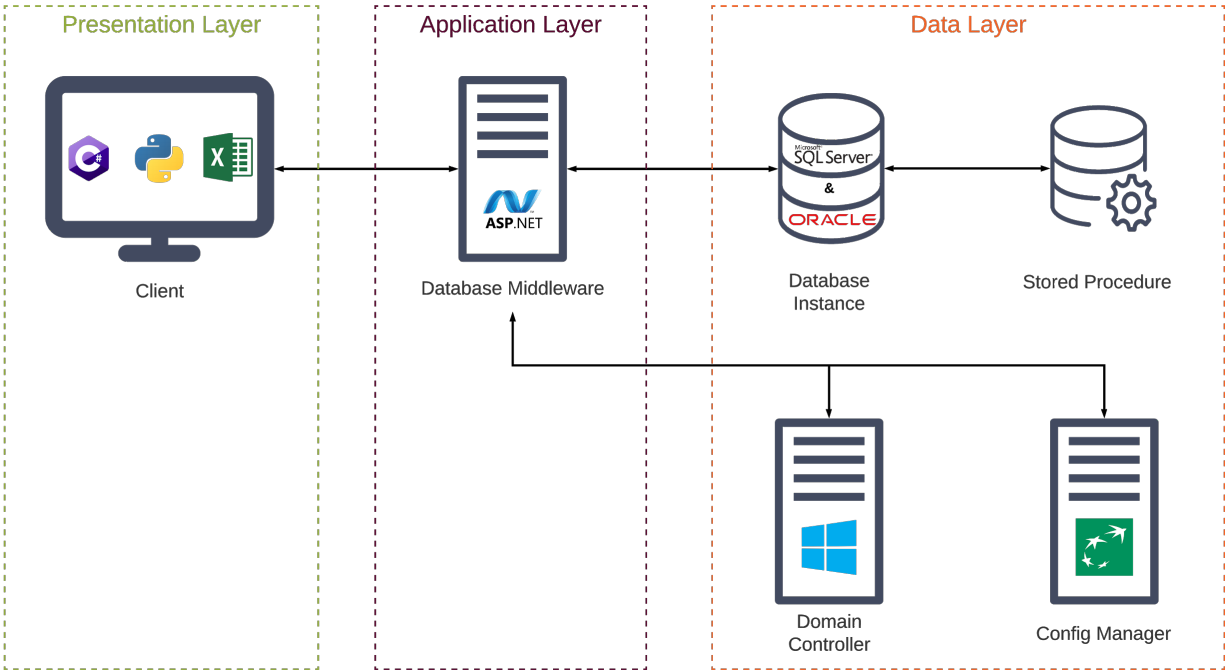 Presentation Layer
Application Layer
Data Layer
C#
X
Client
ASP.NET
Database Middleware
Microsoft
SQL Server
&
ORACLE
Database
Instance
Stored Procedure
Domain
Controller
Config Manager